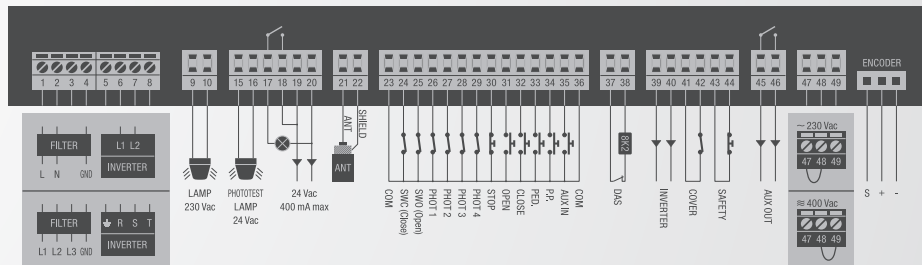 ENCODER
1 2 3 4 5 6 7 8 9 10 15 16 17 18 19 20 21 22 23 24 25 26 27 28 29 30 31 32 33 34 35 36 37 38 39 40 41 42 43 44 45 46 47 48 49
FILTER
L N GND
L1 L2
INVERTER
FILTER
L1 L2 L3 GND
R S T
INVERTER
LAMP
230 Vac
PHOTOTEST
LAMP
24 Vac
24 Vac
400 mA max
ANT
SHIELD
ANT
COM
SWC (Close)
SWO (Open)
PHOT 1
PHOT 2
PHOT 3
PHOT 4
STOP
OPEN
CLOSE
PED.
P.P.
AUX IN
COM
8K2
DAS
INVERTER
COVER
SAFETY
AUX OUT
~ 230 Vac
47 48 49
≋ 400 Vac
47 48 49
S + -